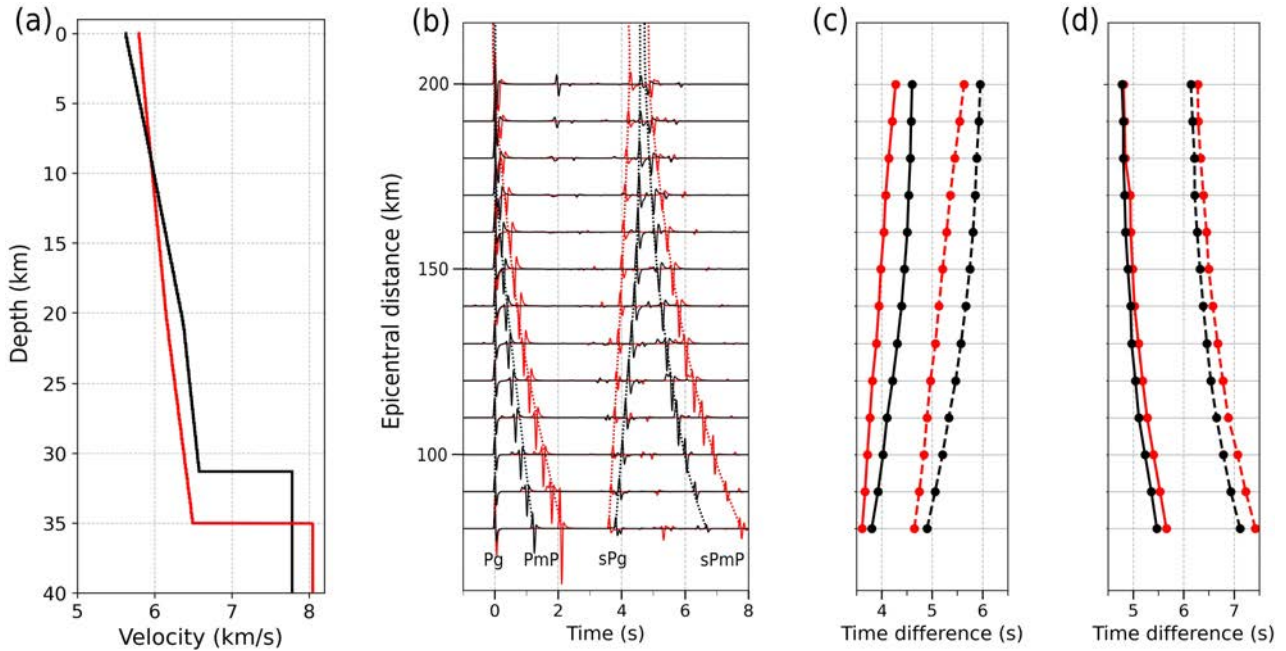 (a)
0
5
10
15
20
25
30
35
40
5
6
7
8
Depth (km)
Velocity (km/s)
(b)
200
150
100
Epicentral distance (km)
Pg
PmP
sPg
sPmP
0
2
4
6
8
Time (s)
(c)
4
5
6
Time difference (s)
(d)
5
6
7
Time difference (s)